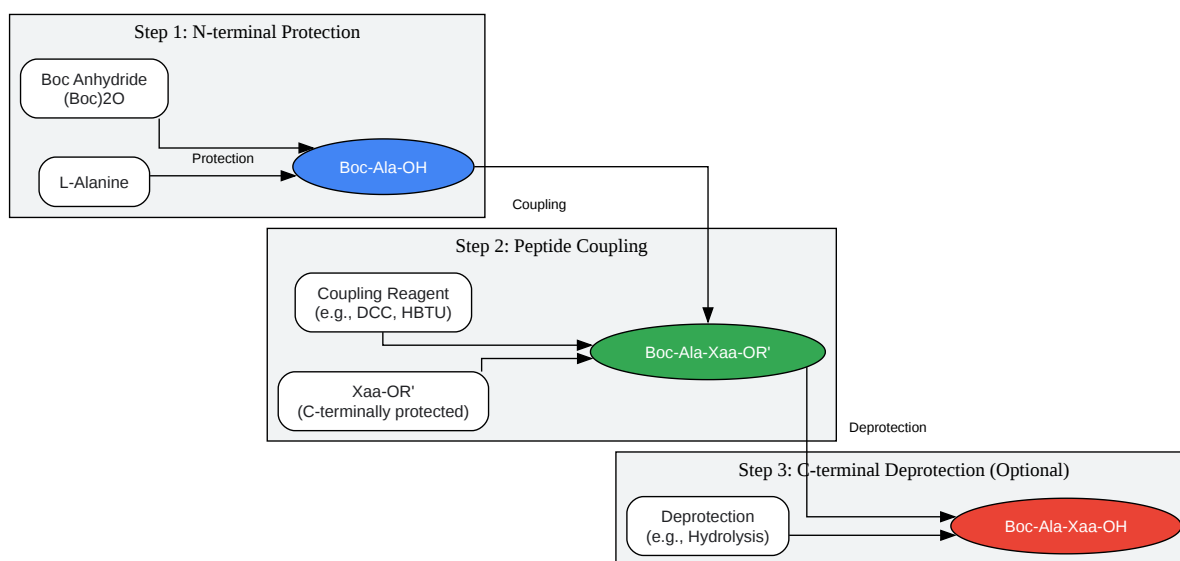 Step 1: N-terminal Protection
Boc Anhydride
(Boc)2O
Protection
Boc-Ala-OH
L-Alanine
Coupling
Step 2: Peptide Coupling
Coupling Reagent
(e.g., DCC, HBTU)
Boc-Ala-Xaa-OR'
Xaa-OR'
(C-terminally protected)
Deprotection
Step 3: C-terminal Deprotection (Optional)
Deprotection
(e.g., Hydrolysis)
Boc-Ala-Xaa-OH